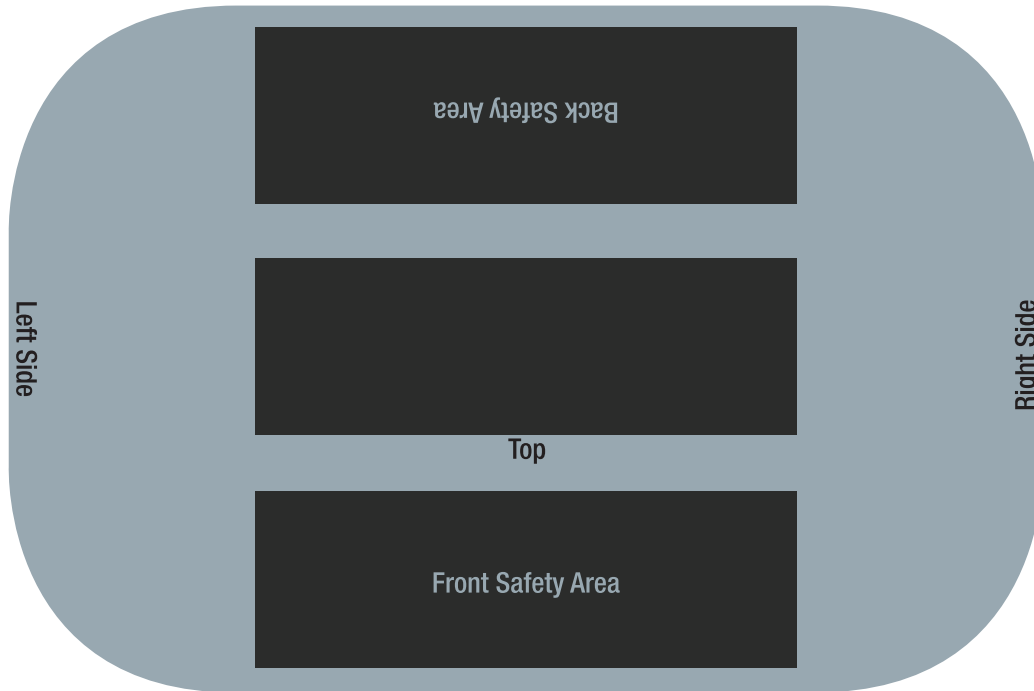 Back Safety Area
Left Side
Right Side
Top
Front Safety Area